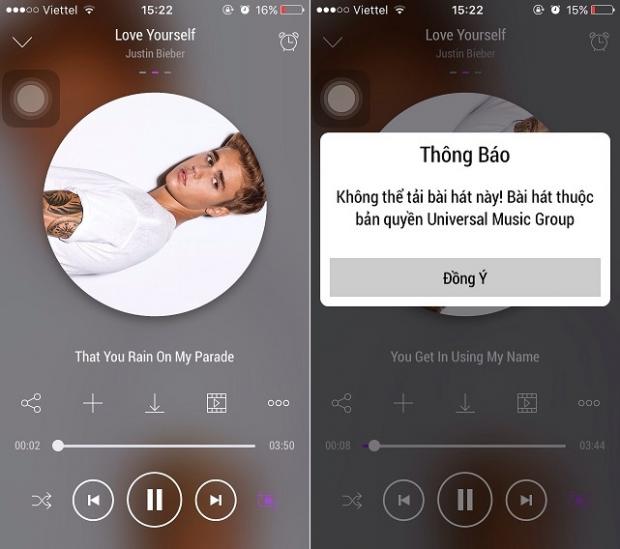 Viettel 15:22 16%
Love Yourself
Justin Bieber
That You Rain On My Parade
00:02 03:50
Viettel 15:22 15%
Love Yourself
Justin Bieber
Thông Báo
Không thể tải bài hát này! Bài hát thuộc
bản quyền Universal Music Group
Đồng Ý
You Get In Using My Name
00:08 03:44